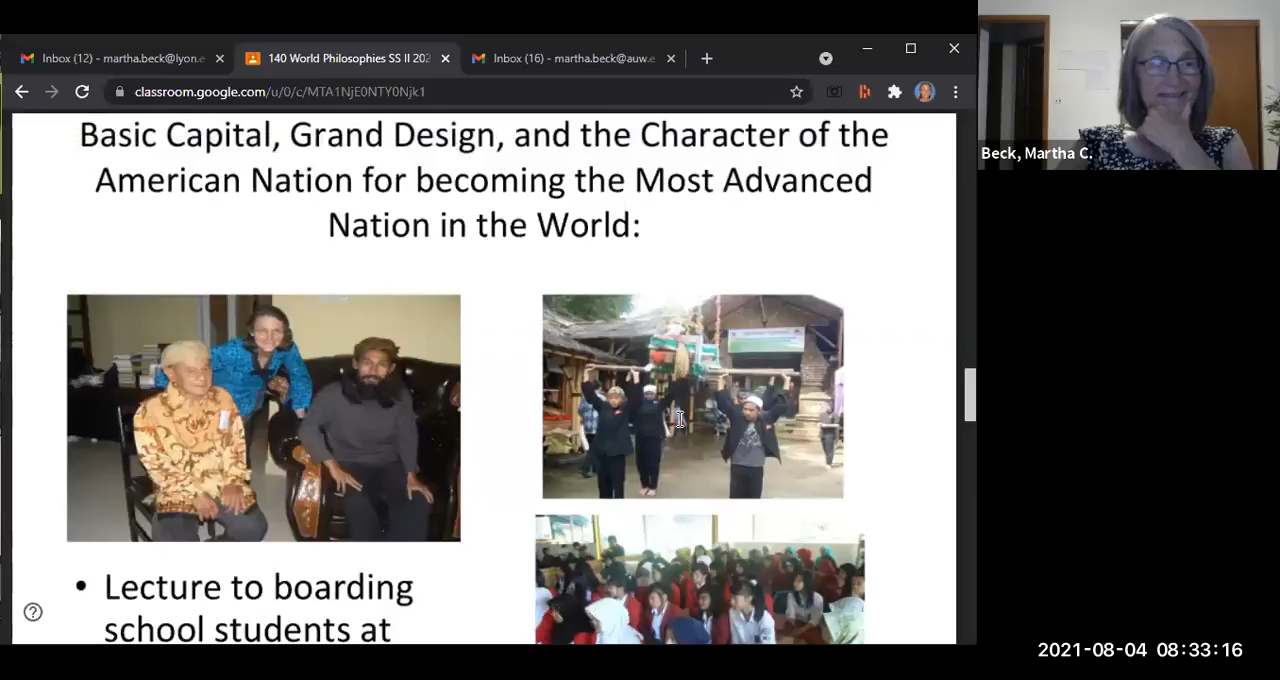 Inbox (12) - martha.beck@lyon.e
140 World Philosophies SS II 202
Inbox (16) - martha.beck@auw.e
classroom.google.com/u/0/c/MTA1NjE0NTY0Njk1
Beck, Martha C.
Basic Capital, Grand Design, and the Character of the
American Nation for becoming the Most Advanced
Nation in the World:
• Lecture to boarding
school students at
2021-08-04 08:33:16